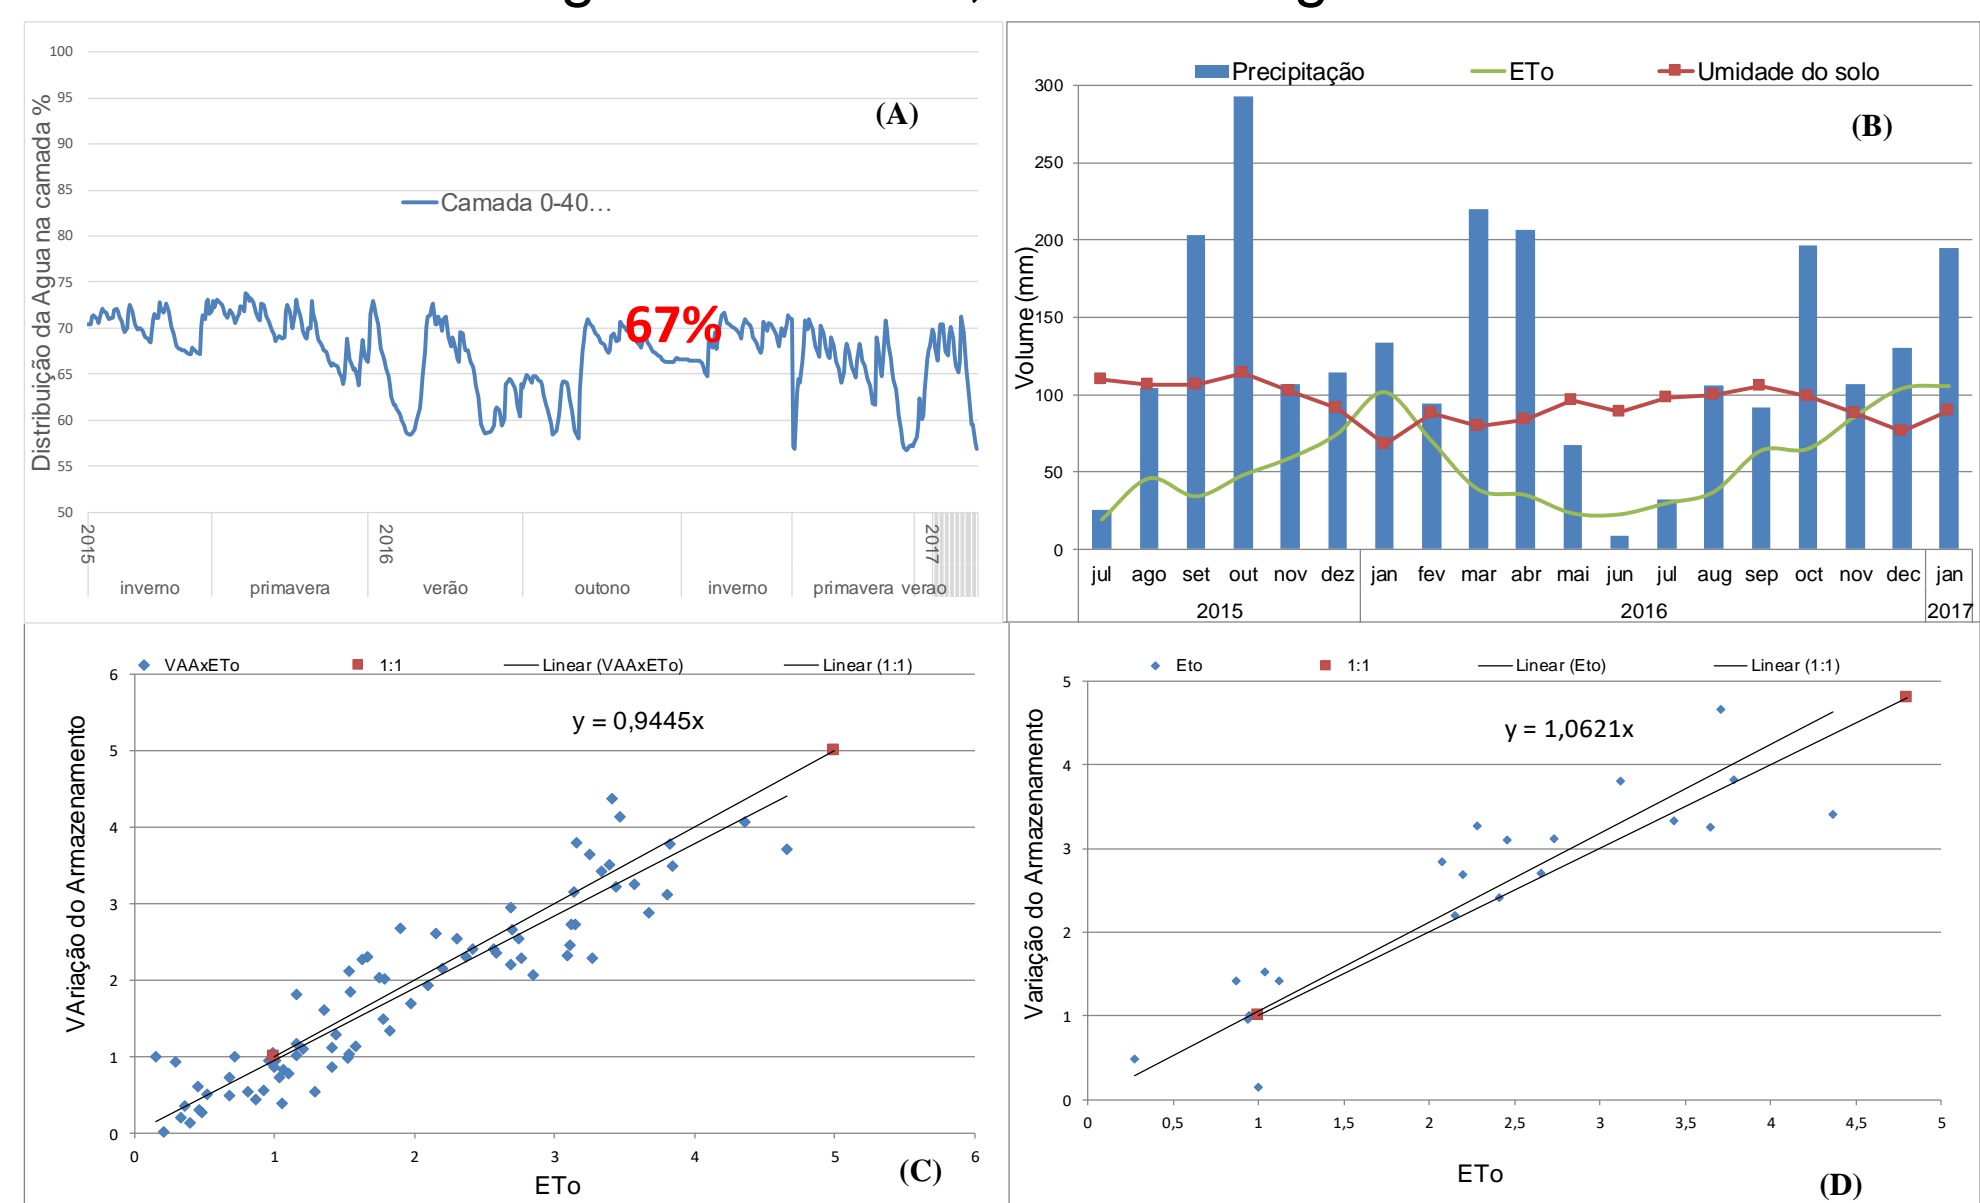 100
95
90
85
80
75
70
65
60
55
50
Distribuição da Agua na camada %
(A)
Camada 0-40...
67%
2015
2016
2017
inverno primavera verão outono inverno primavera verao
Precipitação ETo Umidade do solo
(B)
300
250
200
150
100
50
0
Volume (mm)
jul ago set out nov dez jan fev mar abr mai jun jul aug sep oct nov dec jan
2015 2016 2017
VAAxETo 1:1 Linear (VAAxETo) Linear (1:1)
y = 0,9445x
6
5
4
3
2
1
0
VAriação do Armazenamento
0 1 2 3 4 5 6
ETo
(C)
Eto 1:1 Linear (Eto) Linear (1:1)
y = 1,0621x
5
4
3
2
1
0
Variação do Armazenamento
0 0,5 1 1,5 2 2,5 3 3,5 4 4,5 5
ETo
(D)